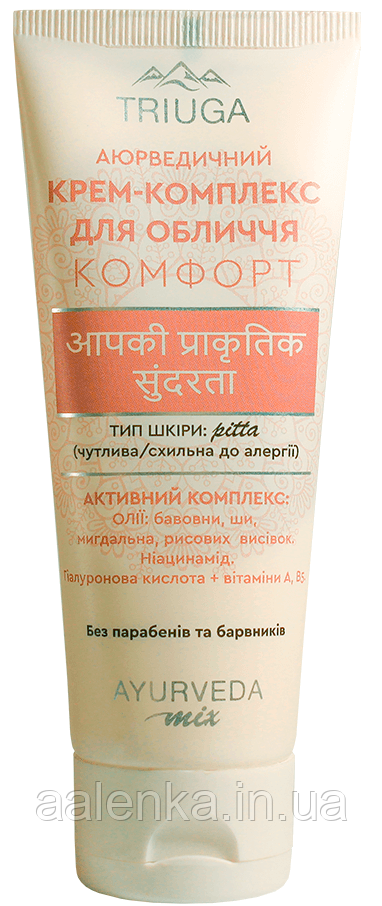 TRIUGA
АЮРВЕДИЧНИЙ
КРЕМ-КОМПЛЕКС
ДЛЯ ОБЛИЧЧЯ
КОМФОРТ
आपकी प्राकृतिक
सुंदरता
ТИП ШКІРИ: pitta
(чутлива/схильна до алергії)
АКТИВНИЙ КОМПЛЕКС:
ОЛІЇ: бавовни, ши,
мигдальна, рисових висівок.
Ніацинамід.
Гіалуронова кислота + вітаміни А, В5.
Без парабенів та барвників
AYURVEDA
mix
aalenka.in.ua